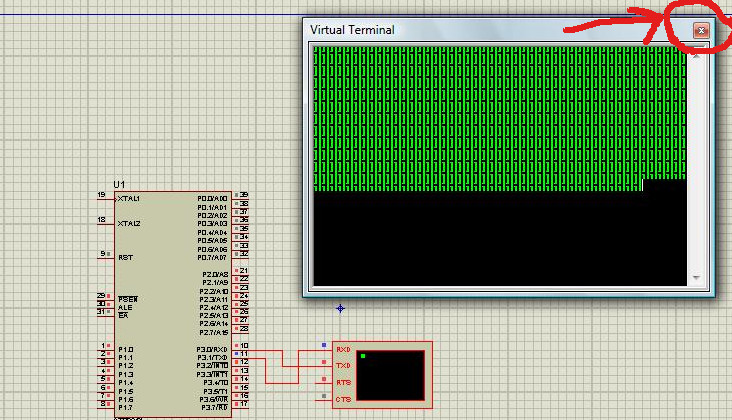 Virtual Terminal
U1
19 XTAL1
18 XTAL2
9 RST
29 PSEN
30 ALE
31 EA
1 P1.0
2 P1.1
3 P1.2
4 P1.3
5 P1.4
6 P1.5
7 P1.6
8 P1.7
P0.0/AD0 39
P0.1/AD1 38
P0.2/AD2 37
P0.3/AD3 36
P0.4/AD4 35
P0.5/AD5 34
P0.6/AD6 33
P0.7/AD7 32
P2.0/A8 21
P2.1/A9 22
P2.2/A10 23
P2.3/A11 24
P2.4/A12 25
P2.5/A13 26
P2.6/A14 27
P2.7/A15 28
P3.0/RXD 10
P3.1/TXD 11
P3.2/INT0 12
P3.3/INT1 13
P3.4/T0 14
P3.5/T1 15
P3.6/WR 16
P3.7/RD 17
RXD
TXD
RTS
CTS